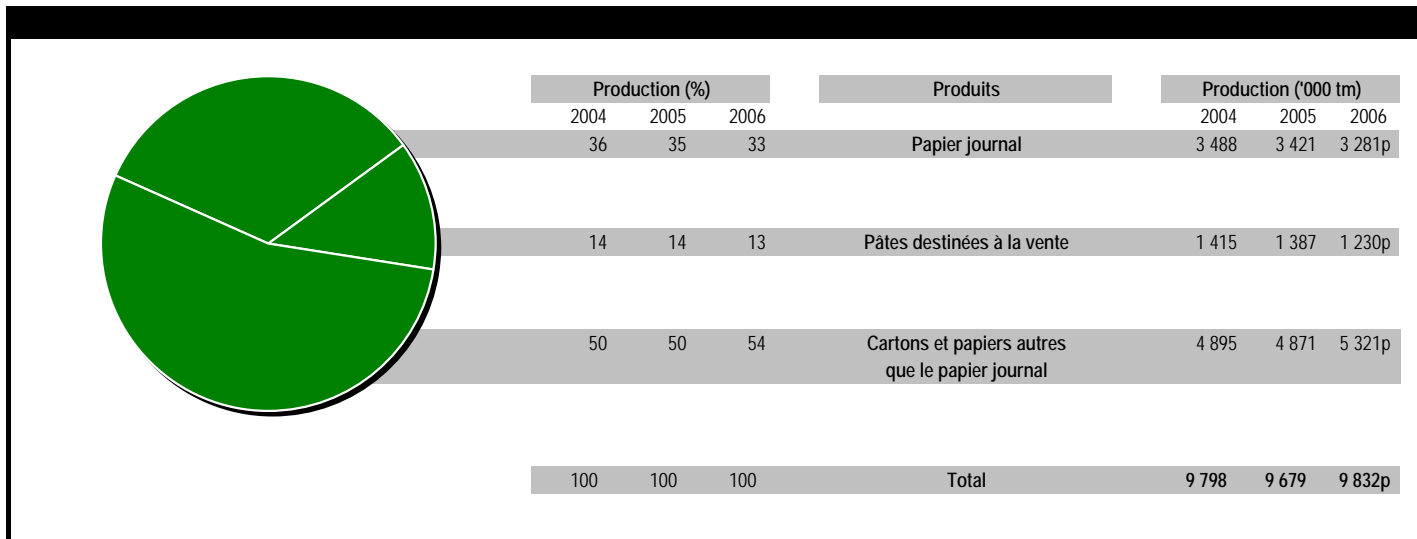 Production (%) Produits Production ('000 tm)
2004 2005 2006 2004 2005 2006
36 35 33 Papier journal 3 488 3 421 3 281p
14 14 13 Pâtes destinées à la vente 1 415 1 387 1 230p
50 50 54 Cartons et papiers autres 4 895 4 871 5 321p
que le papier journal
100 100 100 Total 9 798 9 679 9 832p